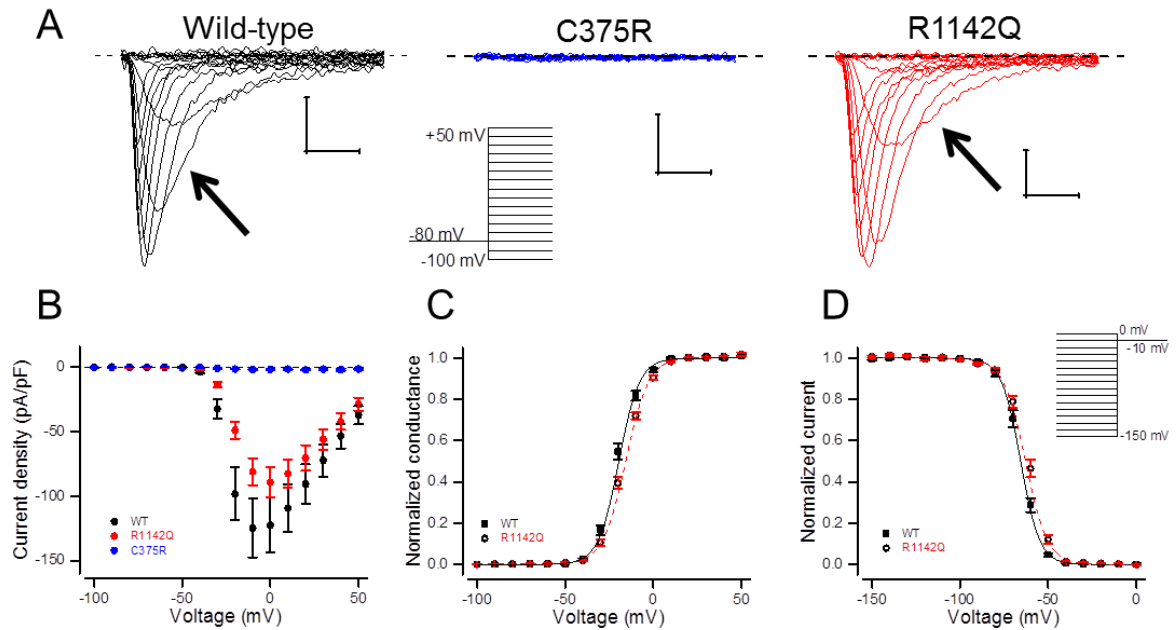 A
Wild-type
C375R
R1142Q
+50 mV
-80 mV
-100 mV
B
Current density (pA/pF)
0
-50
-100
-150
WT
R1142Q
C375R
-100
-50
0
50
Voltage (mV)
C
Normalized conductance
1.0
0.8
0.6
0.4
0.2
0.0
WT
R1142Q
-100
-50
0
50
Voltage (mV)
D
0 mV
-10 mV
-150 mV
Normalized current
1.0
0.8
0.6
0.4
0.2
0.0
WT
R1142Q
-150
-100
-50
0
Voltage (mV)